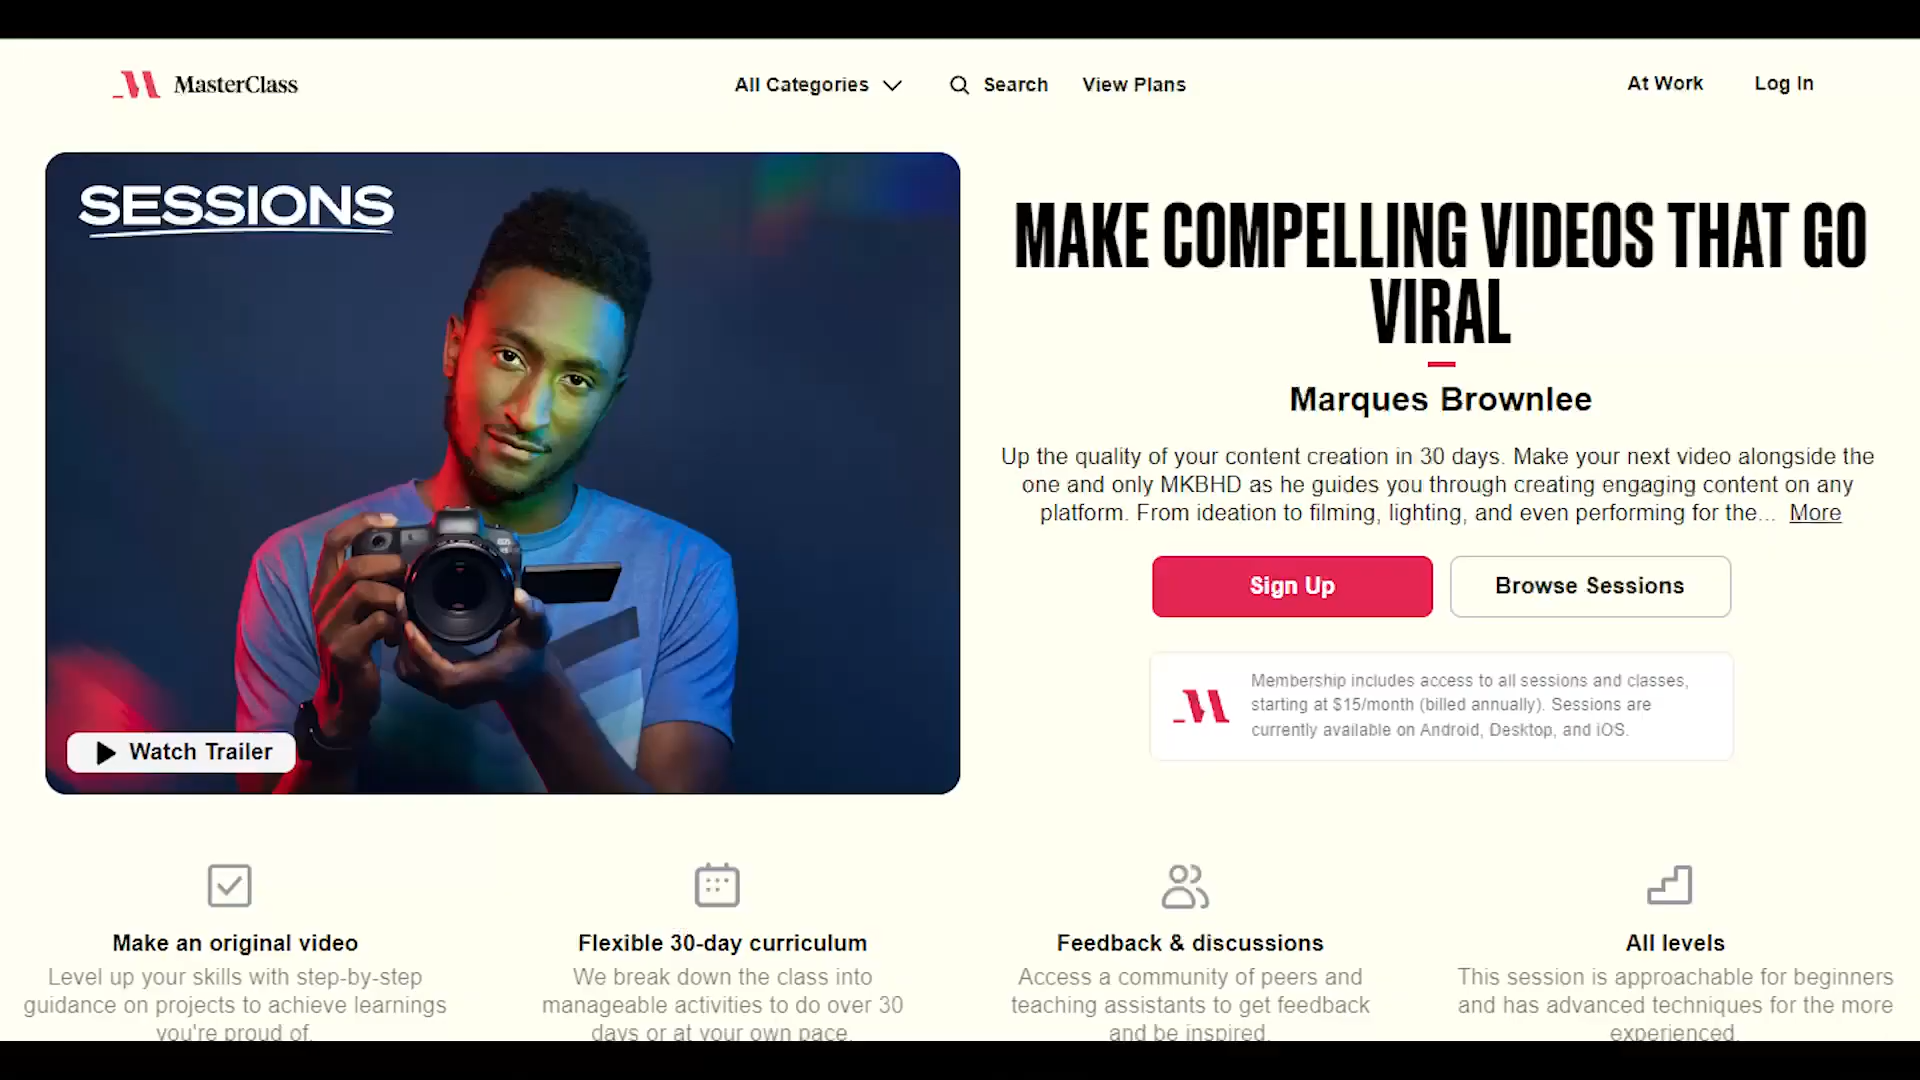 MasterClass
All Categories
Search
View Plans
At Work
Log In
SESSIONS
Watch Trailer
MAKE COMPELLING VIDEOS THAT GO
VIRAL
Marques Brownlee
Up the quality of your content creation in 30 days. Make your next video alongside the
one and only MKBHD as he guides you through creating engaging content on any
platform. From ideation to filming, lighting, and even performing for the... More
Sign Up
Browse Sessions
Membership includes access to all sessions and classes,
starting at $15/month (billed annually). Sessions are
currently available on Android, Desktop, and iOS.
Make an original video
Level up your skills with step-by-step
guidance on projects to achieve learnings
you're proud of.
Flexible 30-day curriculum
We break down the class into
manageable activities to do over 30
days or at your own pace.
Feedback & discussions
Access a community of peers and
teaching assistants to get feedback
and be inspired.
All levels
This session is approachable for beginners
and has advanced techniques for the more
experienced.